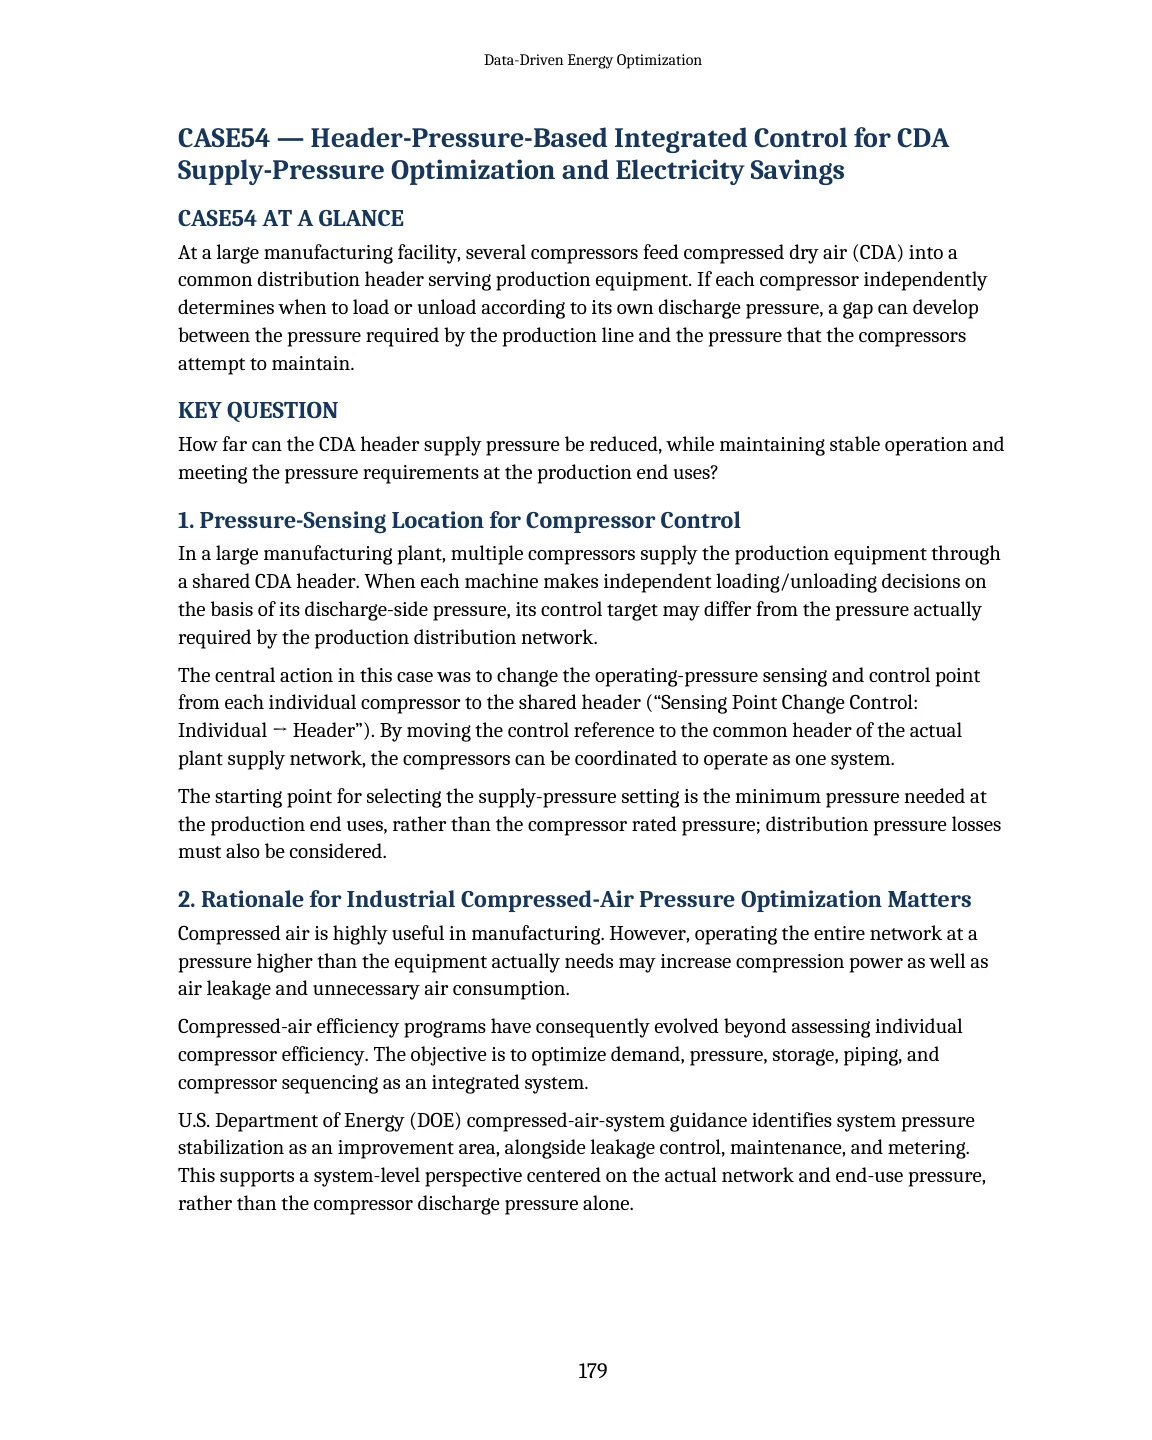 Data-Driven Energy Optimization
CASE54 — Header-Pressure-Based Integrated Control for CDA
Supply-Pressure Optimization and Electricity Savings
CASE54 AT A GLANCE
At a large manufacturing facility, several compressors feed compressed dry air (CDA) into a
common distribution header serving production equipment. If each compressor independently
determines when to load or unload according to its own discharge pressure, a gap can develop
between the pressure required by the production line and the pressure that the compressors
attempt to maintain.
KEY QUESTION
How far can the CDA header supply pressure be reduced, while maintaining stable operation and
meeting the pressure requirements at the production end uses?
1. Pressure-Sensing Location for Compressor Control
In a large manufacturing plant, multiple compressors supply the production equipment through
a shared CDA header. When each machine makes independent loading/unloading decisions on
the basis of its discharge-side pressure, its control target may differ from the pressure actually
required by the production distribution network.
The central action in this case was to change the operating-pressure sensing and control point
from each individual compressor to the shared header (“Sensing Point Change Control:
Individual → Header”). By moving the control reference to the common header of the actual
plant supply network, the compressors can be coordinated to operate as one system.
The starting point for selecting the supply-pressure setting is the minimum pressure needed at
the production end uses, rather than the compressor rated pressure; distribution pressure losses
must also be considered.
2. Rationale for Industrial Compressed-Air Pressure Optimization Matters
Compressed air is highly useful in manufacturing. However, operating the entire network at a
pressure higher than the equipment actually needs may increase compression power as well as
air leakage and unnecessary air consumption.
Compressed-air efficiency programs have consequently evolved beyond assessing individual
compressor efficiency. The objective is to optimize demand, pressure, storage, piping, and
compressor sequencing as an integrated system.
U.S. Department of Energy (DOE) compressed-air-system guidance identifies system pressure
stabilization as an improvement area, alongside leakage control, maintenance, and metering.
This supports a system-level perspective centered on the actual network and end-use pressure,
rather than the compressor discharge pressure alone.
179